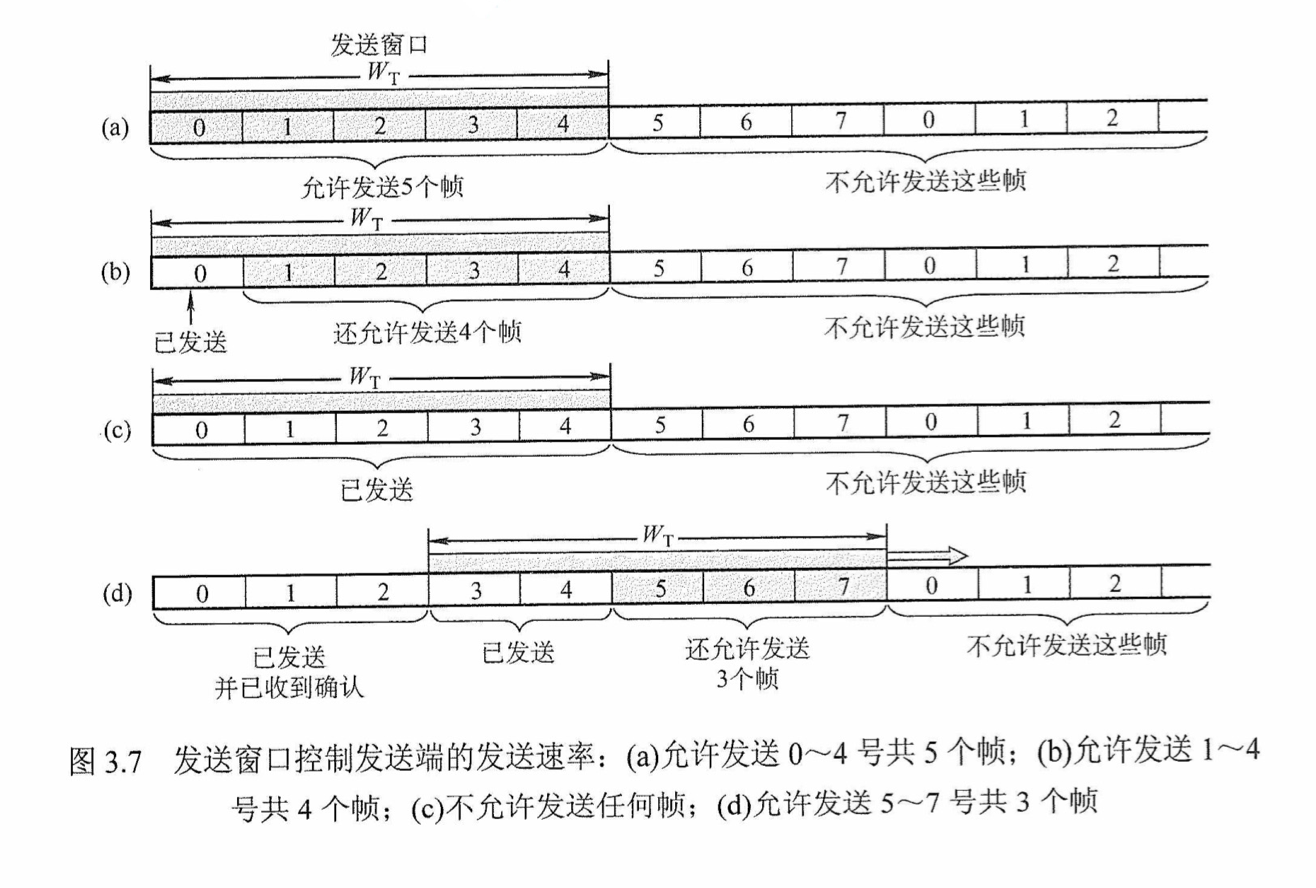 发送窗口
W_T
(a) 0 1 2 3 4 5 6 7 0 1 2
允许发送5个帧 不允许发送这些帧
W_T
(b) 0 1 2 3 4 5 6 7 0 1 2
已发送 还允许发送4个帧 不允许发送这些帧
W_T
(c) 0 1 2 3 4 5 6 7 0 1 2
已发送 不允许发送这些帧
W_T
(d) 0 1 2 3 4 5 6 7 0 1 2
已发送 已发送 还允许发送 不允许发送这些帧
并已收到确认 3个帧
图 3.7 发送窗口控制发送端的发送速率：(a)允许发送 0～4 号共 5 个帧；(b)允许发送 1～4
号共 4 个帧；(c)不允许发送任何帧；(d)允许发送 5～7 号共 3 个帧